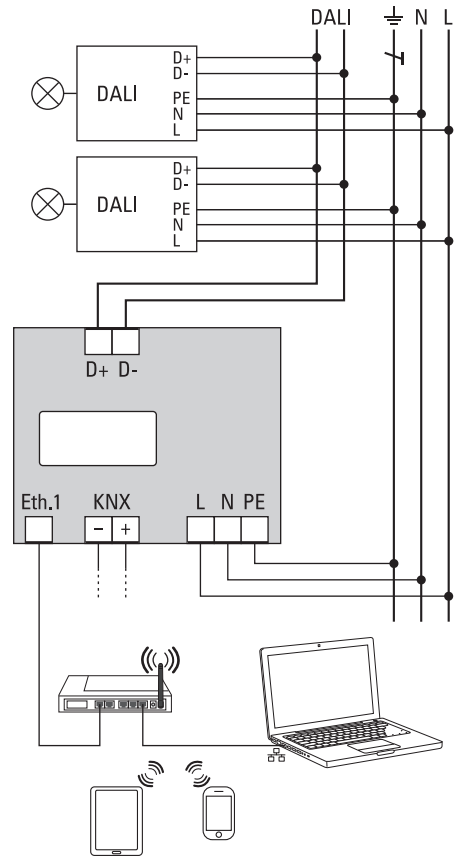 DALI N L
DALI
D+
D-
PE
N
L
DALI
D+
D-
PE
N
L
D+ D-
Eth.1 KNX L N PE
- +